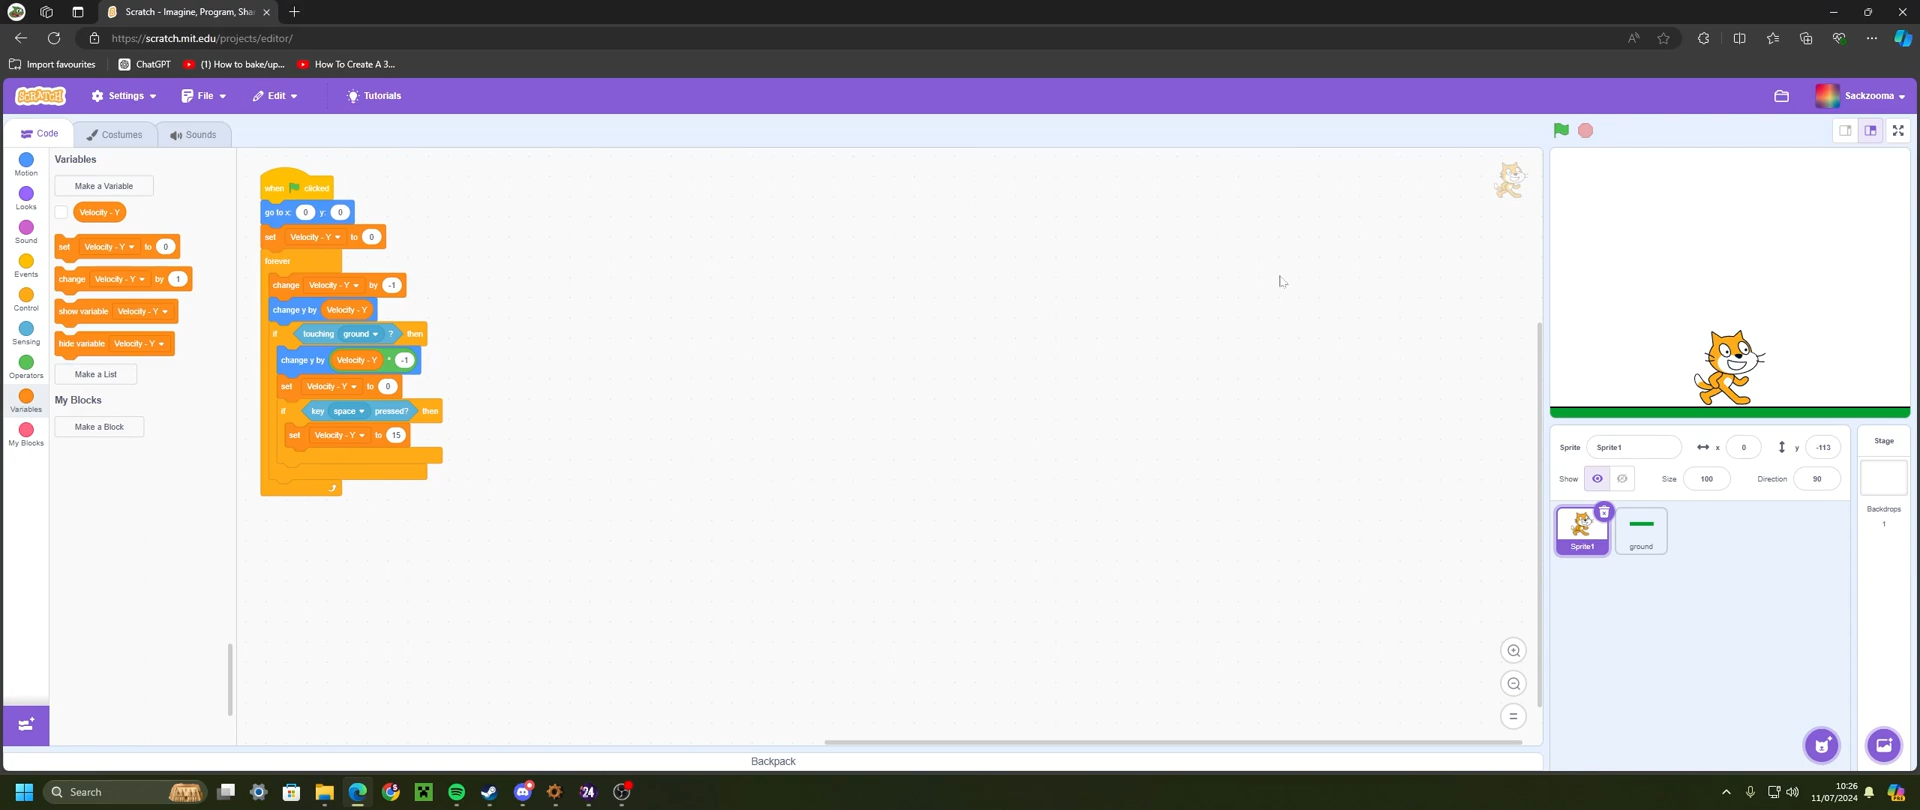 Scratch - Imagine, Program, Sha
https://scratch.mit.edu/projects/editor/
Import favourites
ChatGPT
(1) How to bake/up...
How To Create A 3...
SCRATCH
Settings
File
Edit
Tutorials
Sackzooma
Code
Costumes
Sounds
Motion
Looks
Sound
Events
Control
Sensing
Operators
Variables
My Blocks
Variables
Make a Variable
Velocity - Y
set Velocity - Y to 0
change Velocity - Y by 1
show variable Velocity - Y
hide variable Velocity - Y
Make a List
My Blocks
Make a Block
when clicked
go to x: 0 y: 0
set Velocity - Y to 0
forever
change Velocity - Y by -1
change y by Velocity - Y
if touching ground ? then
change y by Velocity - Y * -1
set Velocity - Y to 0
if key space pressed? then
set Velocity - Y to 15
Sprite Sprite1 x 0 y -113
Show Size 100 Direction 90
Sprite1
ground
Stage
Backdrops
1
Backpack
Search
24
10:26
11/07/2024